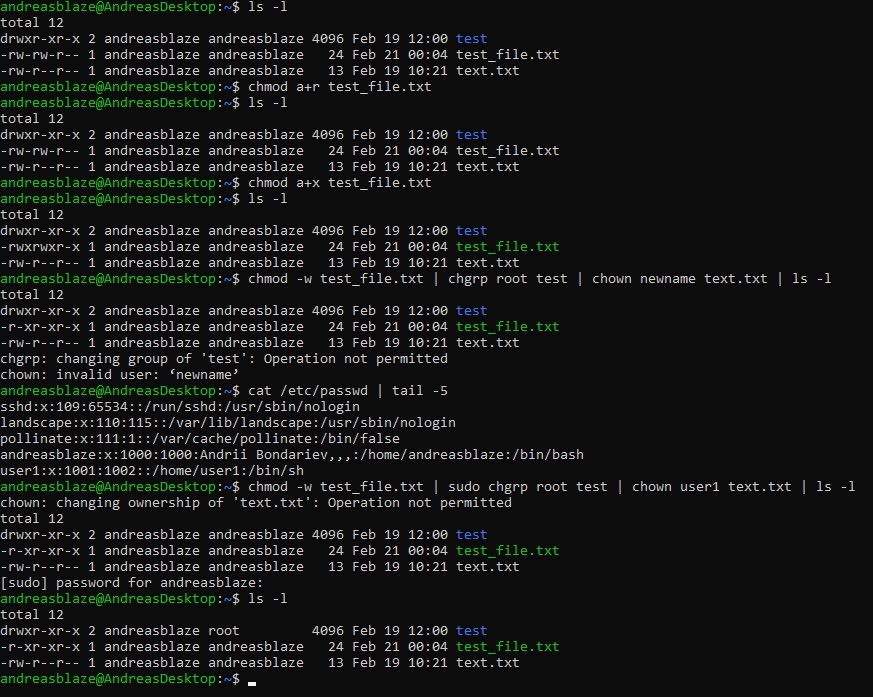 andreasblaze@AndreasDesktop:~$ ls -l
total 12
drwxr-xr-x 2 andreasblaze andreasblaze 4096 Feb 19 12:00 test
-rw-rw-r-- 1 andreasblaze andreasblaze   24 Feb 21 00:04 test_file.txt
-rw-r--r-- 1 andreasblaze andreasblaze   13 Feb 19 10:21 text.txt
andreasblaze@AndreasDesktop:~$ chmod a+r test_file.txt
andreasblaze@AndreasDesktop:~$ ls -l
total 12
drwxr-xr-x 2 andreasblaze andreasblaze 4096 Feb 19 12:00 test
-rw-rw-r-- 1 andreasblaze andreasblaze   24 Feb 21 00:04 test_file.txt
-rw-r--r-- 1 andreasblaze andreasblaze   13 Feb 19 10:21 text.txt
andreasblaze@AndreasDesktop:~$ chmod a+x test_file.txt
andreasblaze@AndreasDesktop:~$ ls -l
total 12
drwxr-xr-x 2 andreasblaze andreasblaze 4096 Feb 19 12:00 test
-rwxrwxr-x 1 andreasblaze andreasblaze   24 Feb 21 00:04 test_file.txt
-rw-r--r-- 1 andreasblaze andreasblaze   13 Feb 19 10:21 text.txt
andreasblaze@AndreasDesktop:~$ chmod -w test_file.txt | chgrp root test | chown newname text.txt | ls -l
total 12
drwxr-xr-x 2 andreasblaze andreasblaze 4096 Feb 19 12:00 test
-r-xr-xr-x 1 andreasblaze andreasblaze   24 Feb 21 00:04 test_file.txt
-rw-r--r-- 1 andreasblaze andreasblaze   13 Feb 19 10:21 text.txt
chgrp: changing group of 'test': Operation not permitted
chown: invalid user: ‘newname’
andreasblaze@AndreasDesktop:~$ cat /etc/passwd | tail -5
sshd:x:109:65534::/run/sshd:/usr/sbin/nologin
landscape:x:110:115::/var/lib/landscape:/usr/sbin/nologin
pollinate:x:111:1::/var/cache/pollinate:/bin/false
andreasblaze:x:1000:1000:Andrii Bondariev,,,:/home/andreasblaze:/bin/bash
user1:x:1001:1002::/home/user1:/bin/sh
andreasblaze@AndreasDesktop:~$ chmod -w test_file.txt | sudo chgrp root test | chown user1 text.txt | ls -l
chown: changing ownership of 'text.txt': Operation not permitted
total 12
drwxr-xr-x 2 andreasblaze andreasblaze 4096 Feb 19 12:00 test
-r-xr-xr-x 1 andreasblaze andreasblaze   24 Feb 21 00:04 test_file.txt
-rw-r--r-- 1 andreasblaze andreasblaze   13 Feb 19 10:21 text.txt
[sudo] password for andreasblaze:
andreasblaze@AndreasDesktop:~$ ls -l
total 12
drwxr-xr-x 2 andreasblaze root         4096 Feb 19 12:00 test
-r-xr-xr-x 1 andreasblaze andreasblaze   24 Feb 21 00:04 test_file.txt
-rw-r--r-- 1 andreasblaze andreasblaze   13 Feb 19 10:21 text.txt
andreasblaze@AndreasDesktop:~$